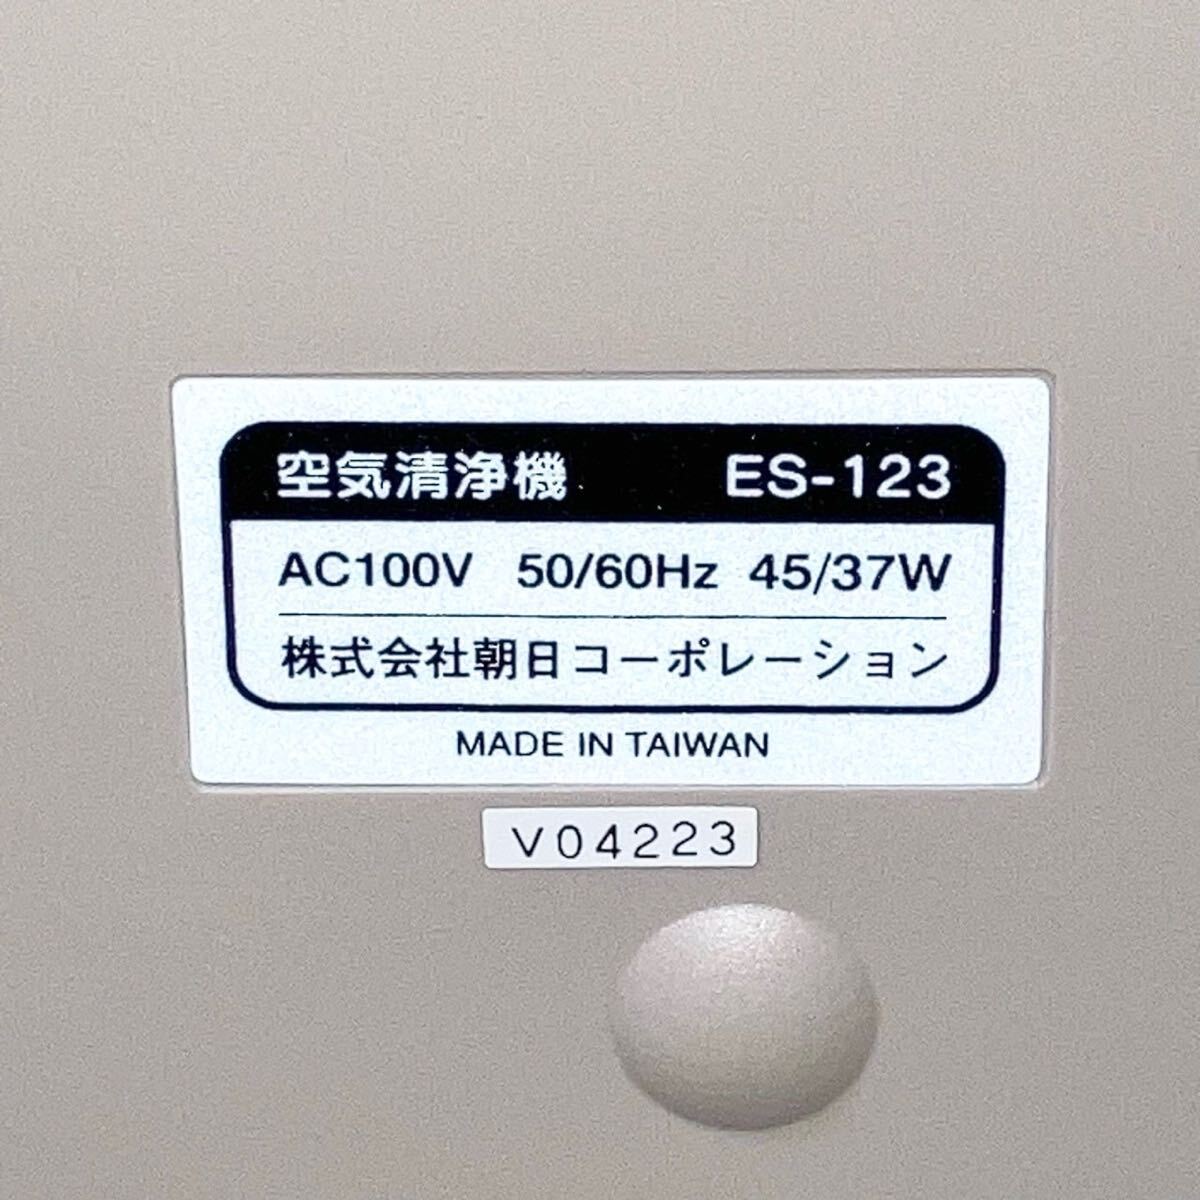 空気清浄機 ES-123
AC100V 50/60Hz 45/37W
株式会社朝日コーポレーション
MADE IN TAIWAN
V04223